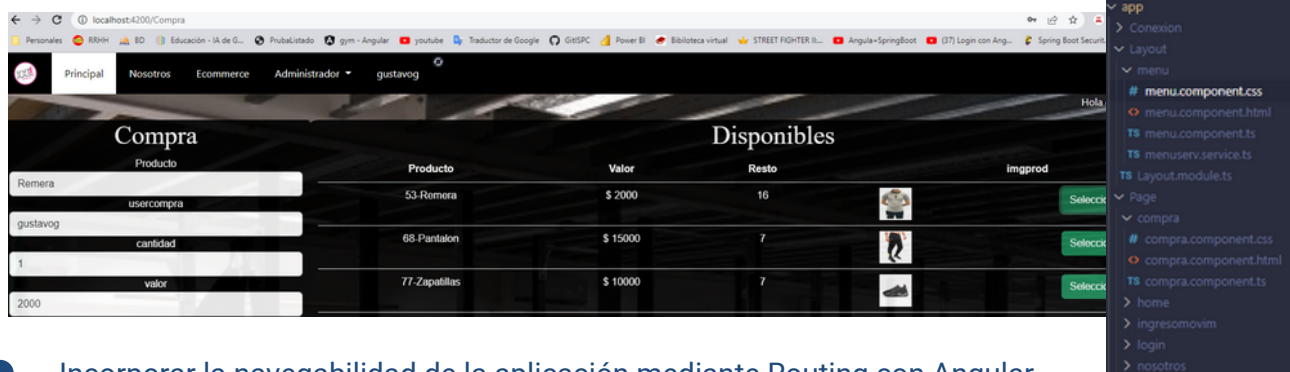 localhost:4200/Compra
Personales RRHH BD Educación - IA de G... PrubaListado gym - Angular youtube Traductor de Google GitISPC Power BI Bibiloteca virtual STREET FIGHTER II:... Angula+SpringBoot (37) Login con Ang... Spring Boot Securit
Principal Nosotros Ecommerce Administrador gustavog
Hola
Compra
Producto
Remera
usercompra
gustavog
cantidad
1
valor
2000
Disponibles
Producto Valor Resto imgprod
53-Remera $ 2000 16 Selecci
68-Pantalon $ 15000 7 Selecci
77-Zapatillas $ 10000 7 Selecci
app
Conexion
Layout
menu
# menu.component.css
<> menu.component.html
TS menu.component.ts
TS menuserv.service.ts
TS Layout.module.ts
Page
compra
# compra.component.css
<> compra.component.html
TS compra.component.ts
home
ingresomovim
login
nosotros
Incorporar la navegabilidad de la aplicación mediante Routing con Angular